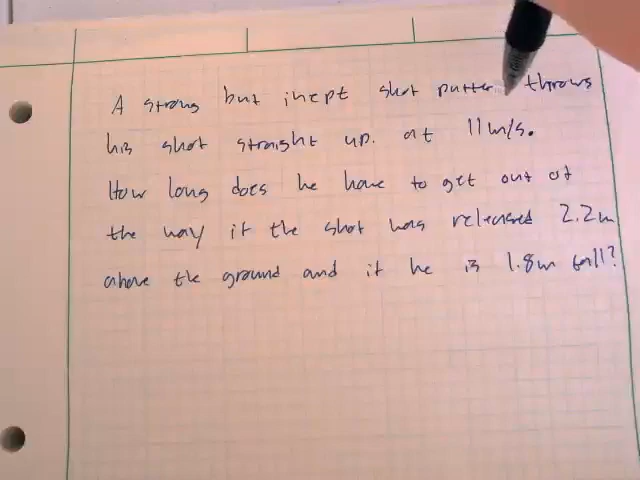 A strong but inept shot putter throws
his shot straight up. at 11m/s.
How long does he have to get out of
the way if the shot was released 2.2m
above the ground and if he is 1.8m tall?